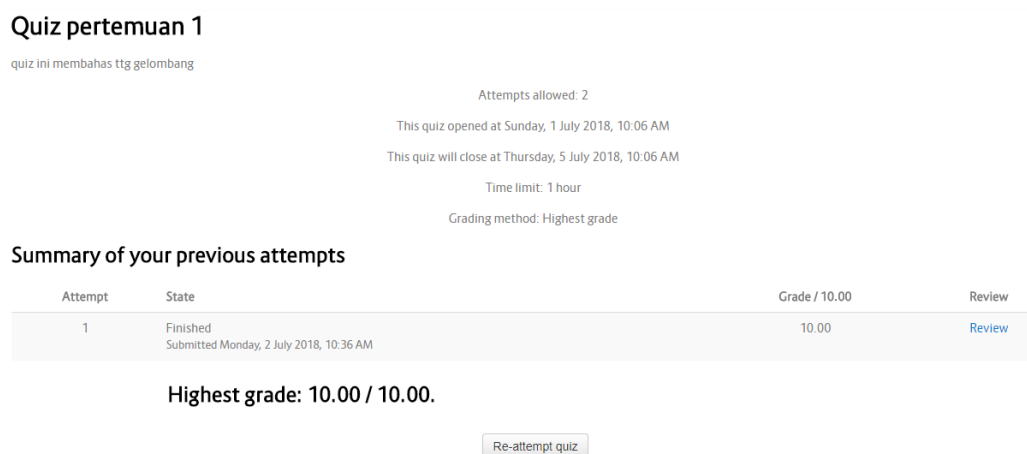 Quiz pertemuan 1
quiz ini membahas ttg gelombang
Attempts allowed: 2
This quiz opened at Sunday, 1 July 2018, 10:06 AM
This quiz will close at Thursday, 5 July 2018, 10:06 AM
Time limit: 1 hour
Grading method: Highest grade
Summary of your previous attempts
Attempt State Grade / 10.00 Review
1 Finished 10.00 Review
Submitted Monday, 2 July 2018, 10:36 AM
Highest grade: 10.00 / 10.00.
Re-attempt quiz